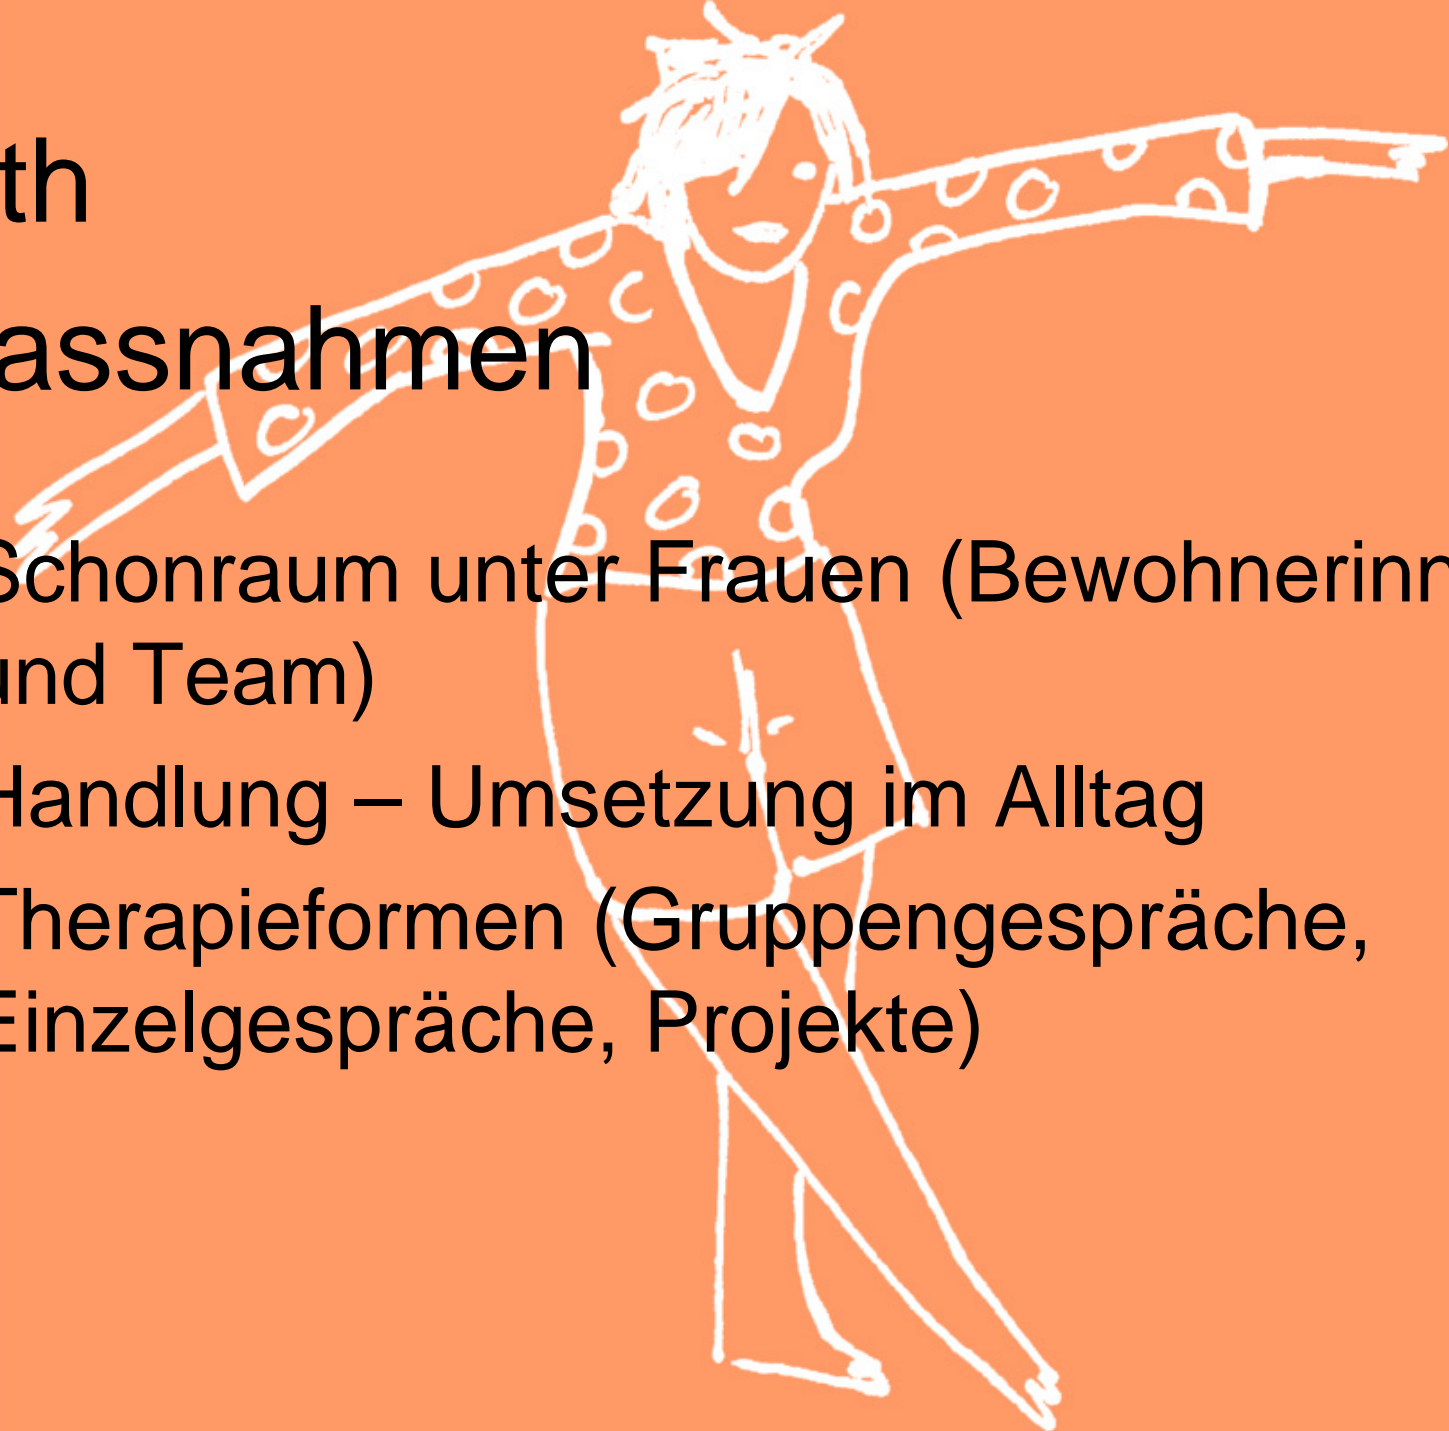 th
assnahmen
Schonraum unter Frauen (Bewohnerinn
und Team)
Handlung – Umsetzung im Alltag
Therapieformen (Gruppengespräche,
Einzelgespräche, Projekte)